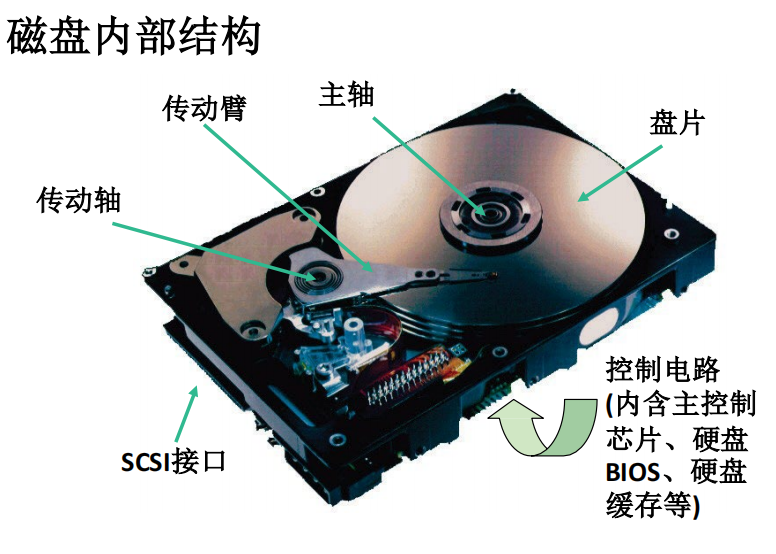 磁盘内部结构
传动臂
主轴
盘片
传动轴
SCSI接口
控制电路
(内含主控制
芯片、硬盘
BIOS、硬盘
缓存等)